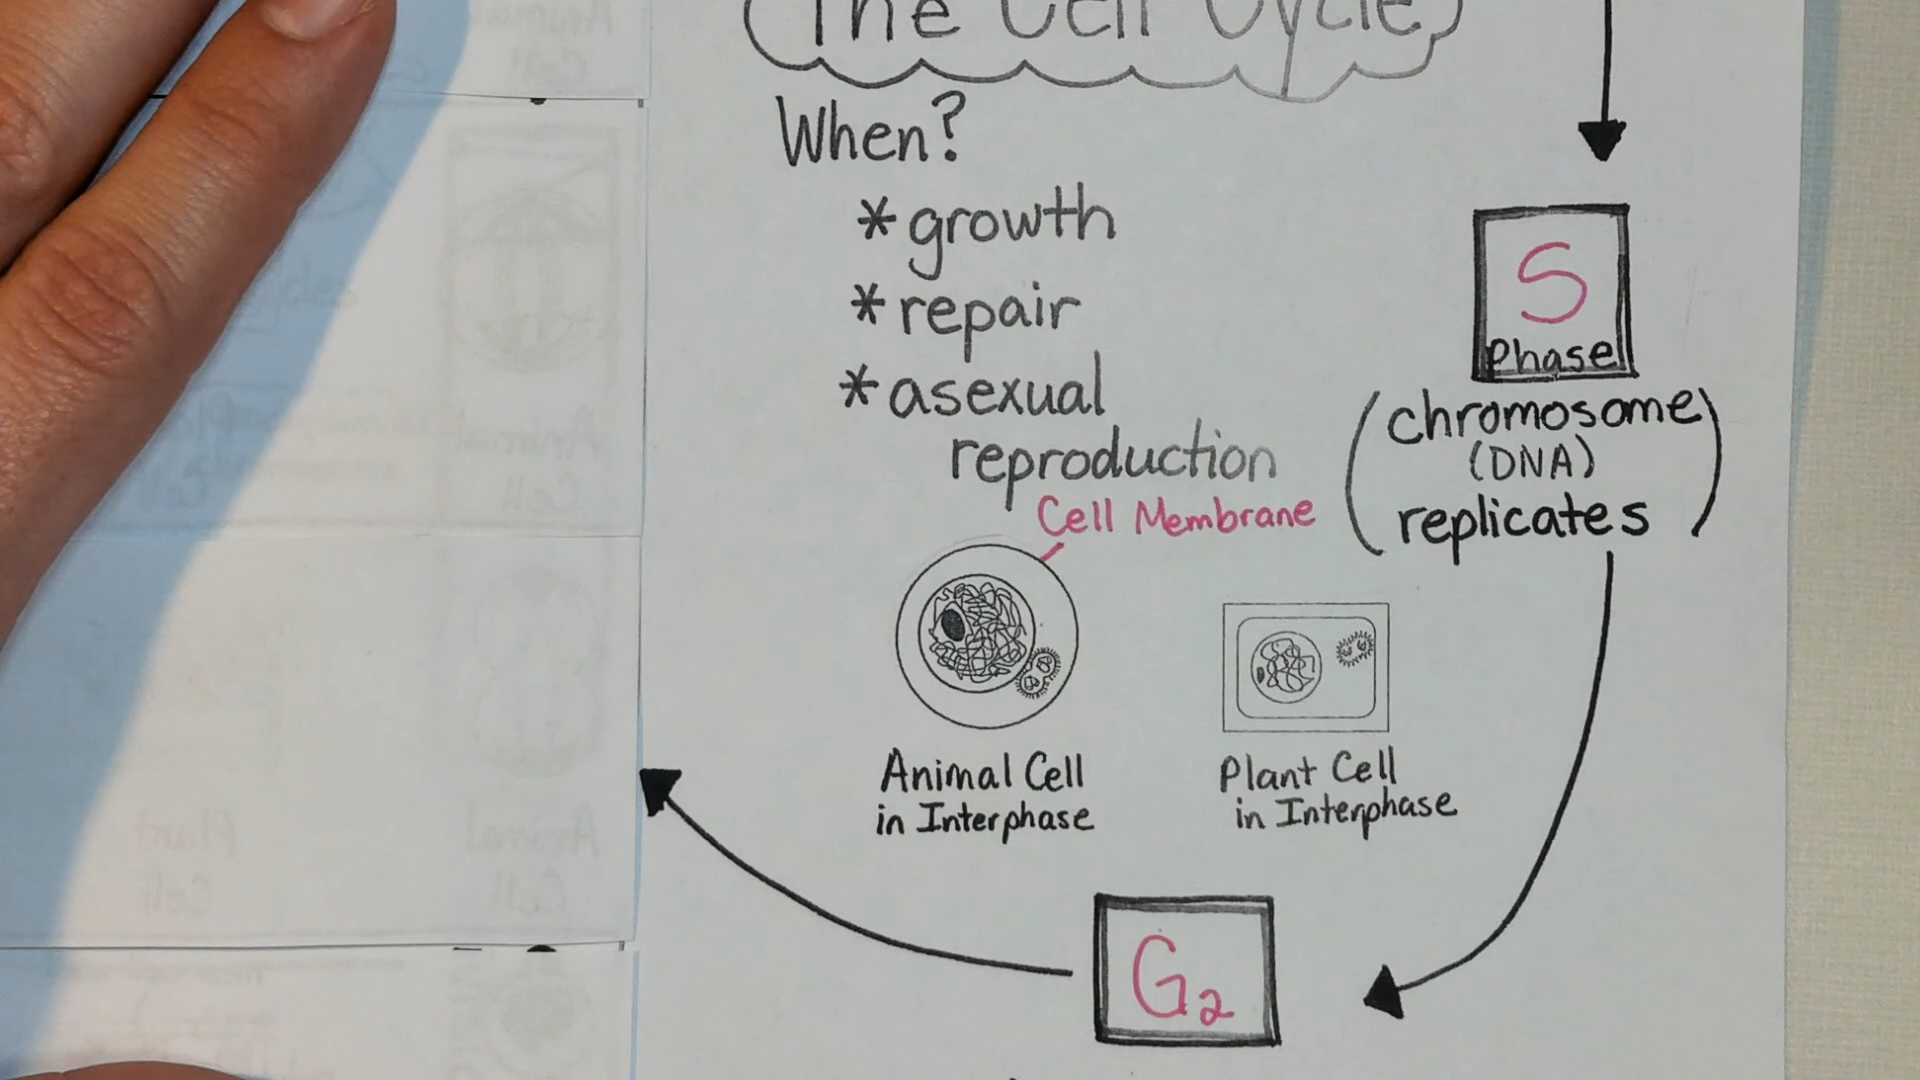 The Cell Cycle
When?
* growth
* repair
* asexual
reproduction
Cell Membrane
Animal Cell
in Interphase
Plant Cell
in Interphase
S
Phase
(chromosome)
(DNA)
replicates
G2